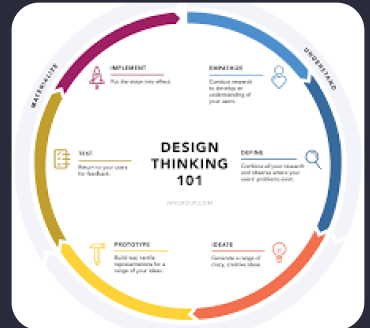 UNDERSTAND
MATERIALIZE
IMPLEMENT
Put the vision into effect.
EMPATHIZE
Conduct research
to develop an
understanding of
your users.
TEST
Return to your users
for feedback.
DESIGN
THINKING
101
NNGROUP.COM
DEFINE
Combine all your research
and observe where your
users' problems exist.
PROTOTYPE
Build real, tactile
representations for a
range of your ideas.
IDEATE
Generate a range of
crazy, creative ideas